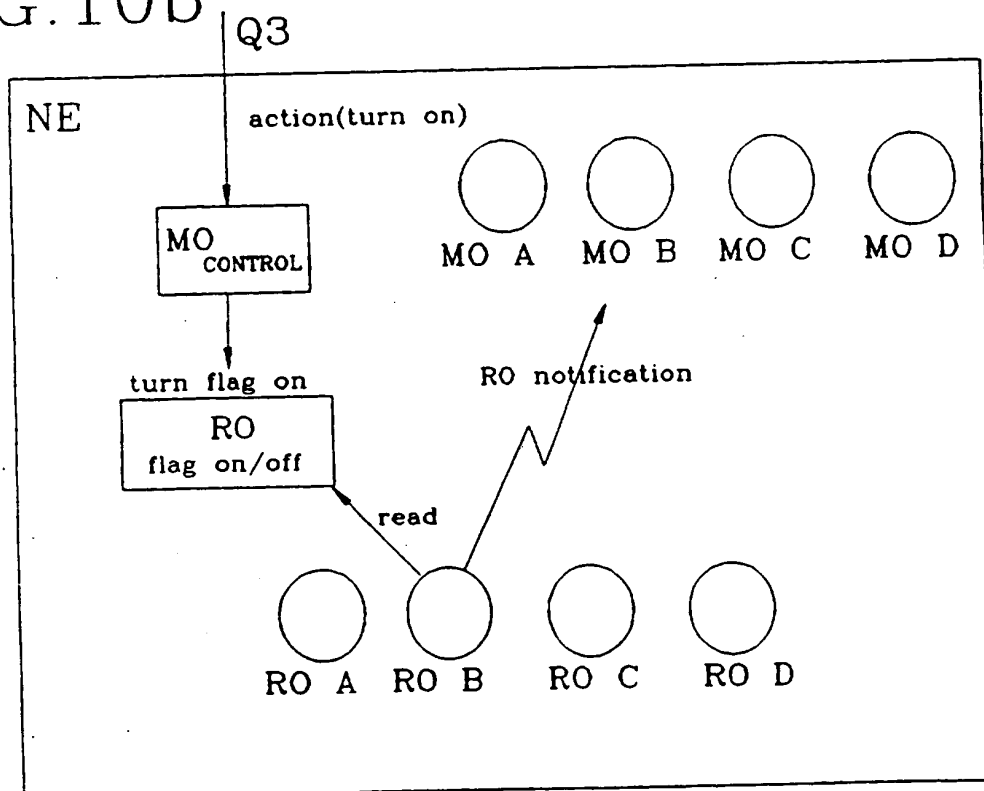 G.10b
Q3
NE
action(turn on)
MO CONTROL
MO A MO B MO C MO D
turn flag on
RO
flag on/off
RO notification
read
RO A RO B RO C RO D